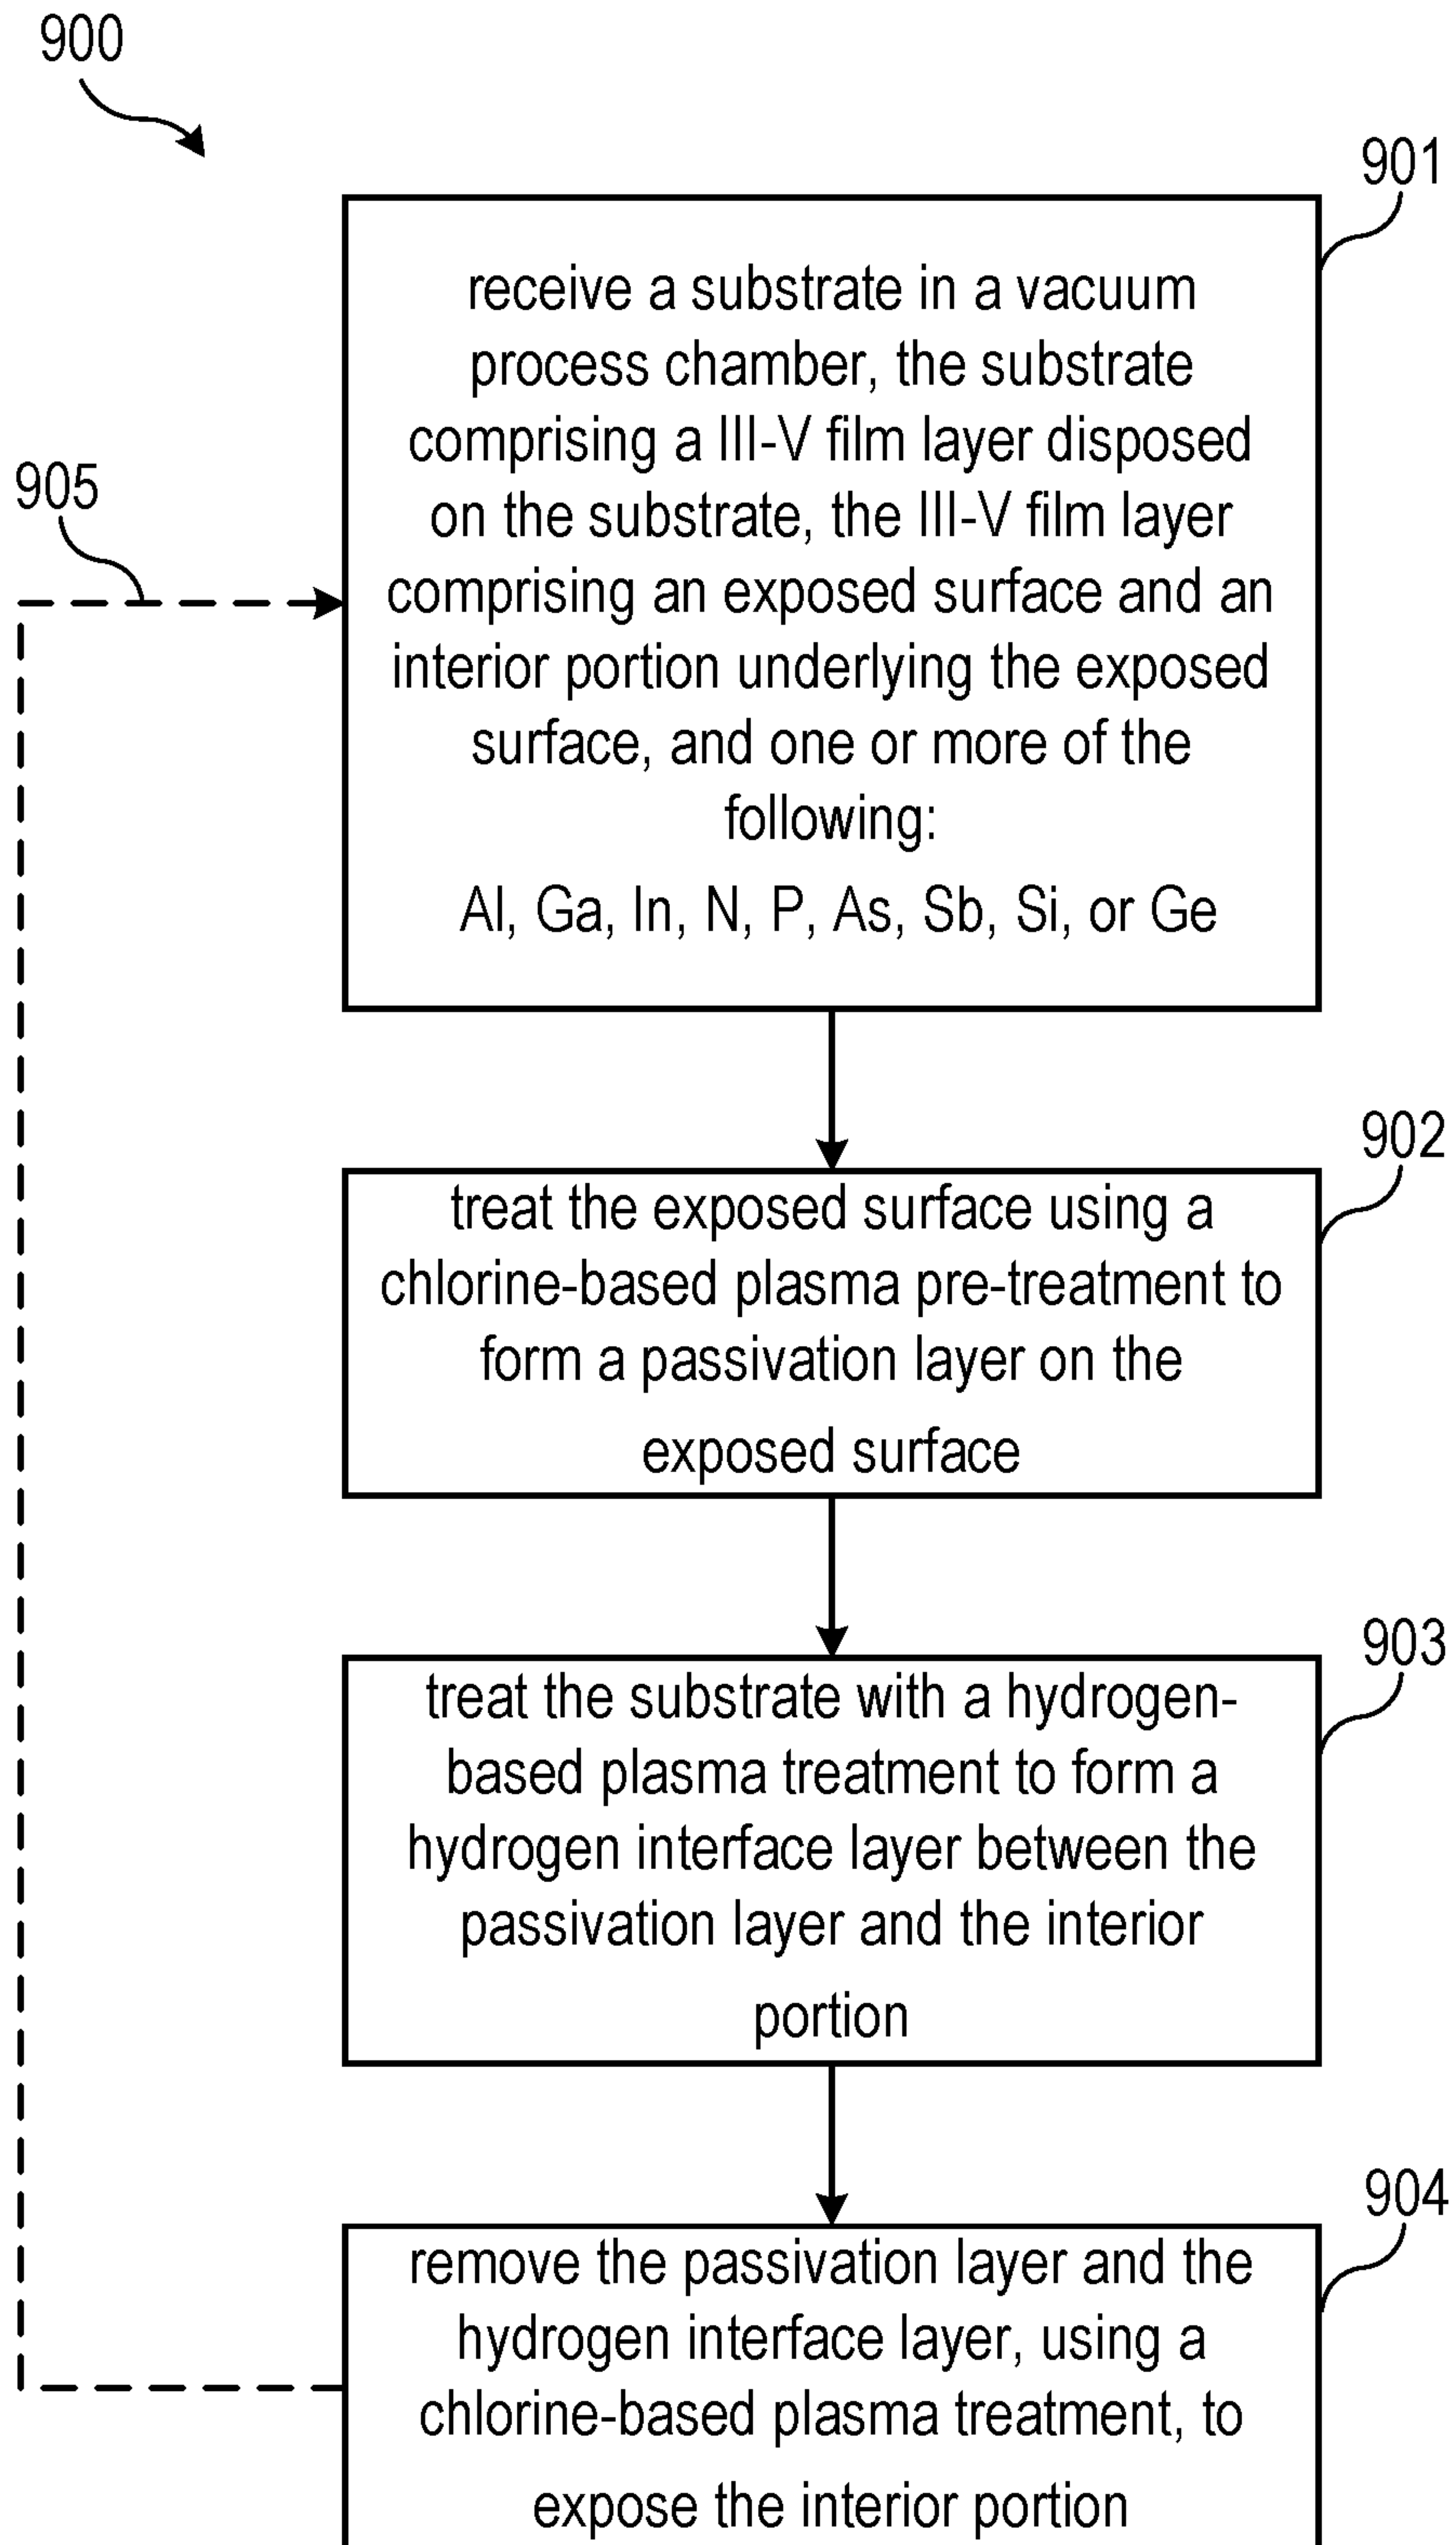 900
901
receive a substrate in a vacuum
process chamber, the substrate
comprising a III-V film layer disposed
on the substrate, the III-V film layer
comprising an exposed surface and an
interior portion underlying the exposed
surface, and one or more of the
following:
Al, Ga, In, N, P, As, Sb, Si, or Ge
905
902
treat the exposed surface using a
chlorine-based plasma pre-treatment to
form a passivation layer on the
exposed surface
903
treat the substrate with a hydrogen-
based plasma treatment to form a
hydrogen interface layer between the
passivation layer and the interior
portion
904
remove the passivation layer and the
hydrogen interface layer, using a
chlorine-based plasma treatment, to
expose the interior portion